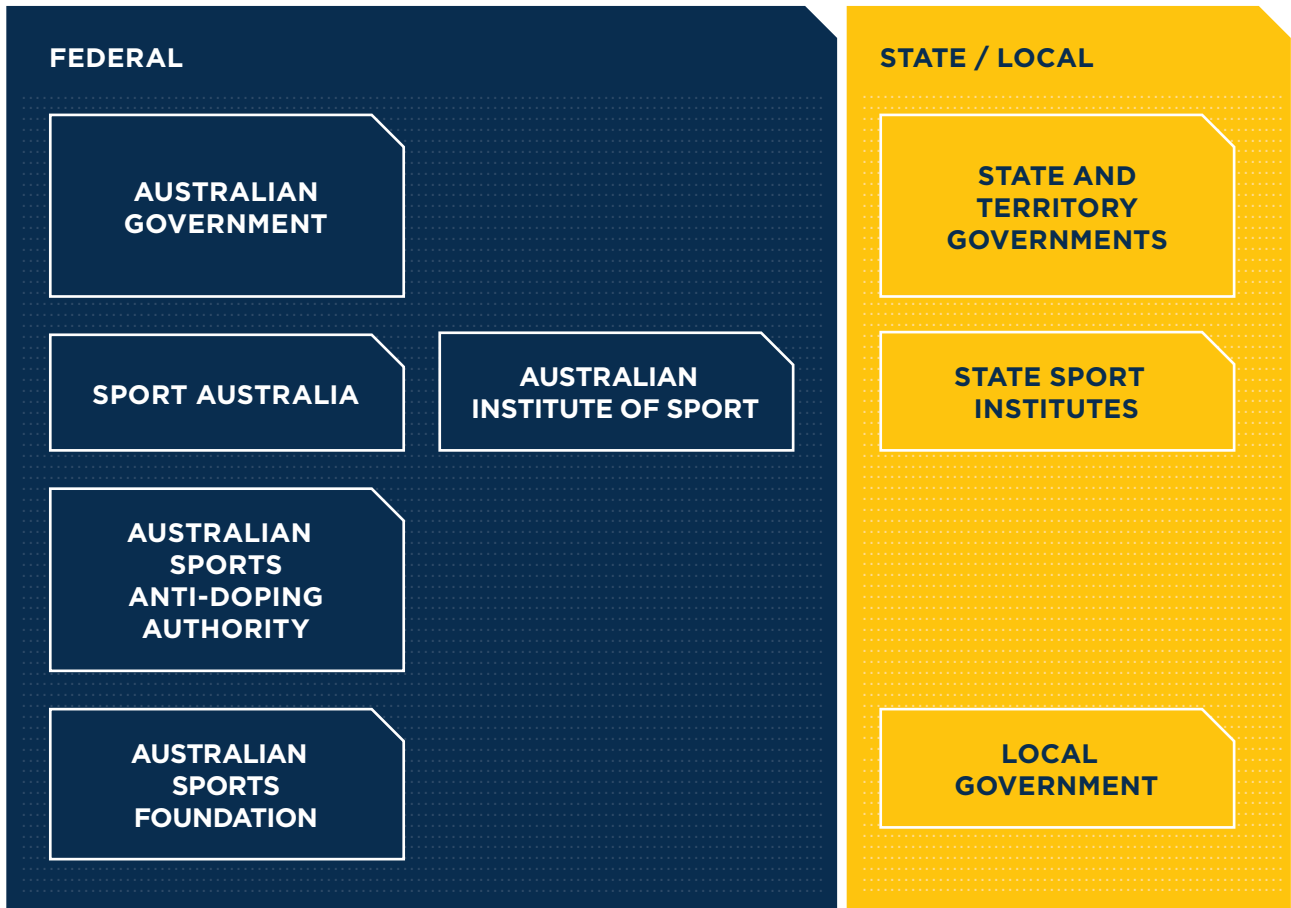 FEDERAL
AUSTRALIAN
GOVERNMENT
SPORT AUSTRALIA
AUSTRALIAN
INSTITUTE OF SPORT
AUSTRALIAN
SPORTS
ANTI-DOPING
AUTHORITY
AUSTRALIAN
SPORTS
FOUNDATION
STATE / LOCAL
STATE AND
TERRITORY
GOVERNMENTS
STATE SPORT
INSTITUTES
LOCAL
GOVERNMENT